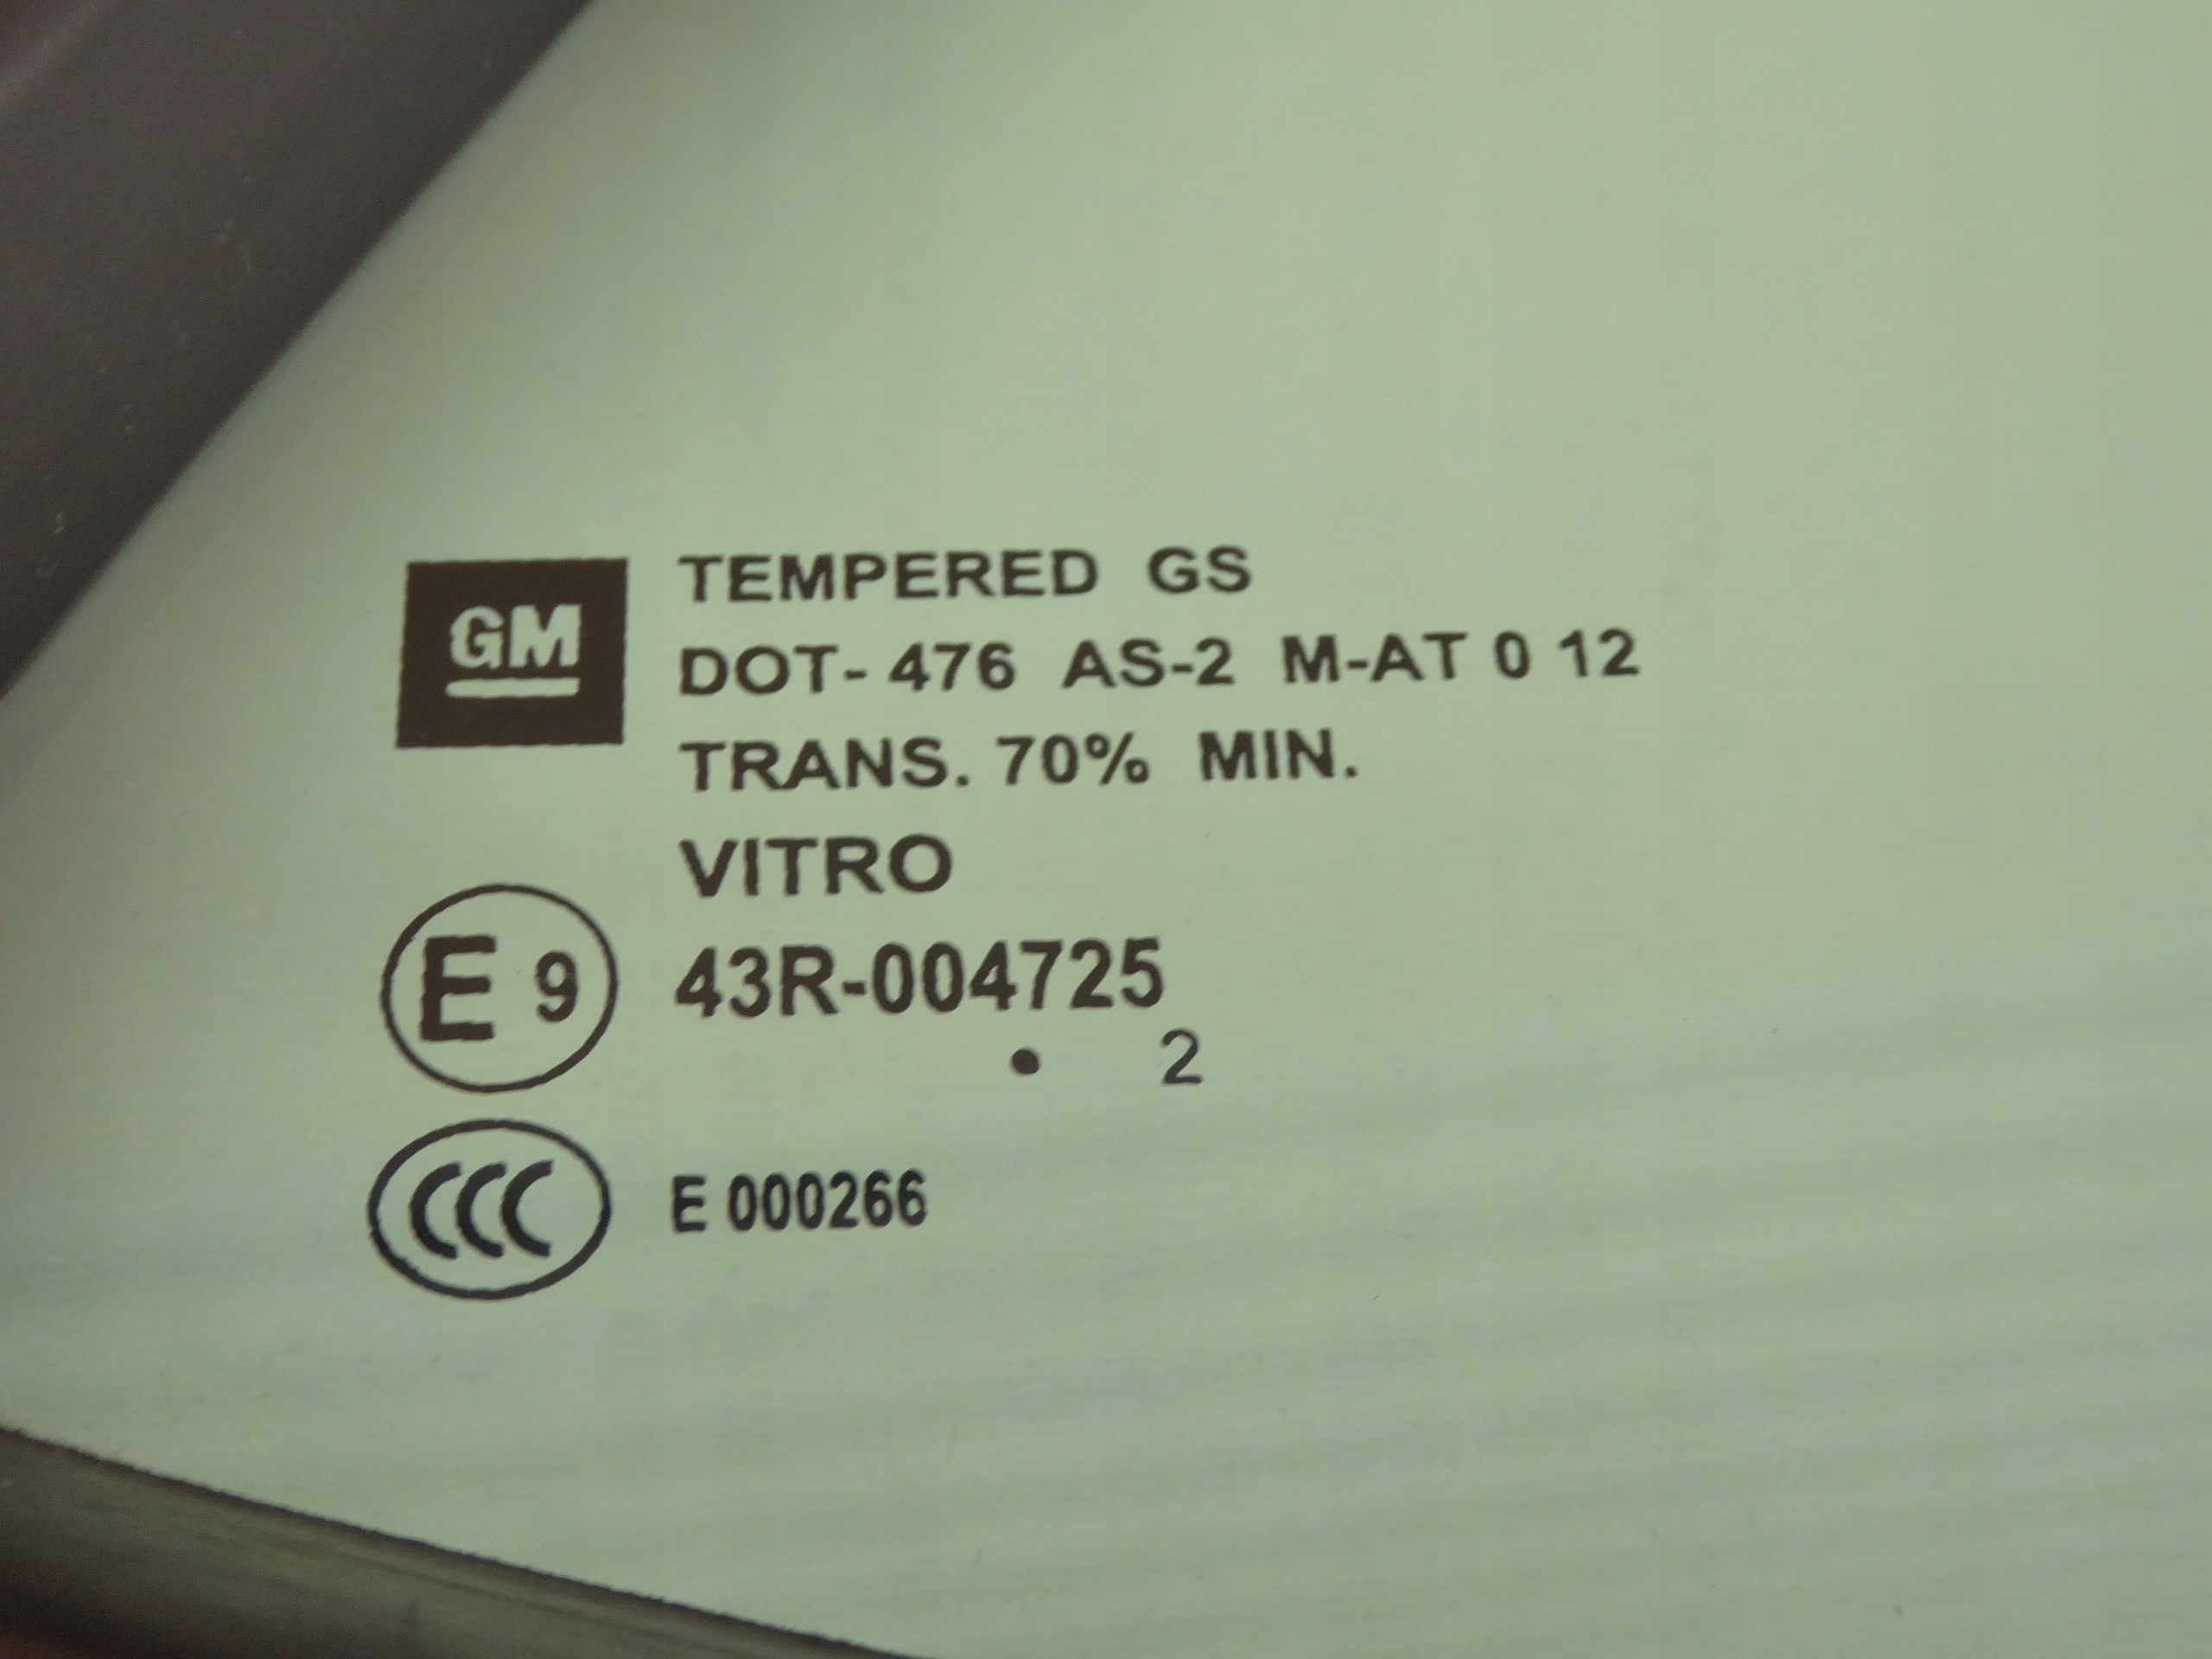 GM
TEMPERED GS
DOT- 476 AS-2 M-AT 0 12
TRANS. 70% MIN.
VITRO
E 9 43R-004725
• 2
CCC E 000266